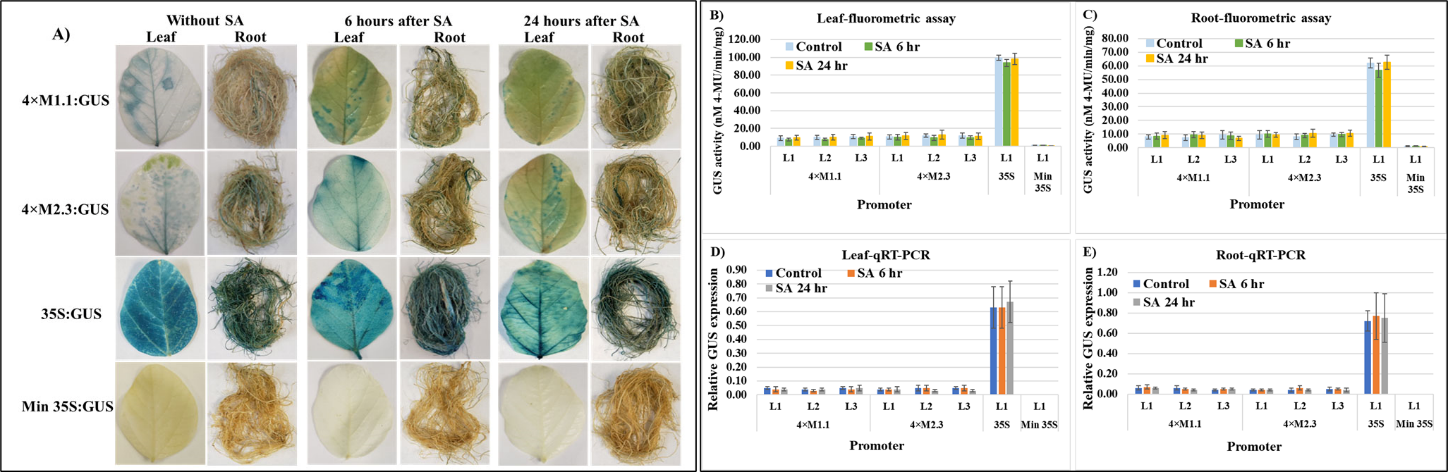 A)
Without SA 6 hours after SA 24 hours after SA
Leaf Root Leaf Root Leaf Root
4×M1.1:GUS
4×M2.3:GUS
35S:GUS
Min 35S:GUS
B)
Leaf-fluorometric assay
GUS activity (nM 4-MU/min/mg)
120.00
100.00
80.00
60.00
40.00
20.00
0.00
Control SA 6 hr
SA 24 hr
L1 L2 L3 L1 L2 L3 L1 L1
4×M1.1 4×M2.3 35S Min
35S
Promoter
C)
Root-fluorometric assay
GUS activity (nM 4-MU/min/mg)
80.00
70.00
60.00
50.00
40.00
30.00
20.00
10.00
0.00
Control SA 6 hr
SA 24 hr
L1 L2 L3 L1 L2 L3 L1 L1
4×M1.1 4×M2.3 35S Min
35S
Promoter
D)
Leaf-qRT-PCR
Relative GUS expression
0.90
0.80
0.70
0.60
0.50
0.40
0.30
0.20
0.10
0.00
Control SA 6 hr
SA 24 hr
L1 L2 L3 L1 L2 L3 L1 L1
4×M1.1 4×M2.3 35S Min 35S
Promoter
E)
Root-qRT-PCR
Relative GUS expression
1.20
1.00
0.80
0.60
0.40
0.20
0.00
Control SA 6 hr
SA 24 hr
L1 L2 L3 L1 L2 L3 L1 L1
4×M1.1 4×M2.3 35S Min 35S
Promoter